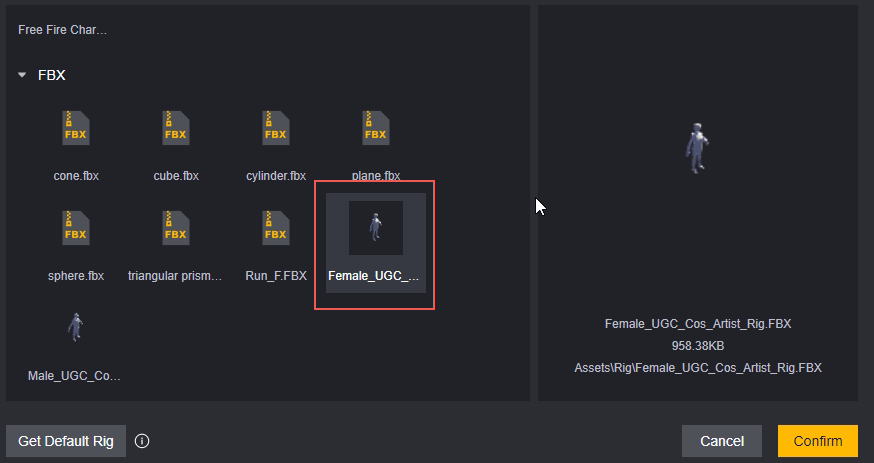 Free Fire Char...
FBX
FBX FBX FBX FBX
cone.fbx cube.fbx cylinder.fbx plane.fbx
FBX FBX FBX
sphere.fbx triangular prism... Run_F.FBX Female_UGC_...
Male_UGC_Co...
Female_UGC_Cos_Artist_Rig.FBX
958.38KB
Assets\Rig\Female_UGC_Cos_Artist_Rig.FBX
Get Default Rig Cancel Confirm